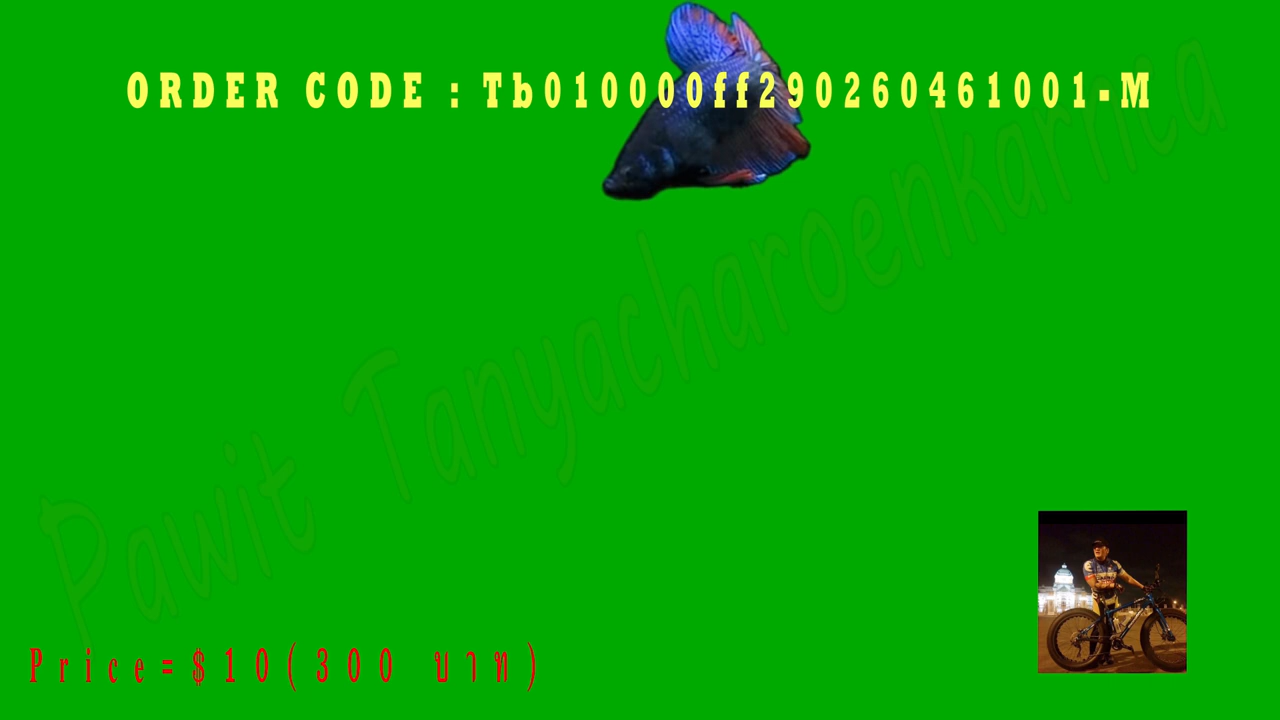 ORDER CODE : Tb010000ff290260461001-M
Pawit Tanyacharoenkarnca
Price=$10(300 บาท)